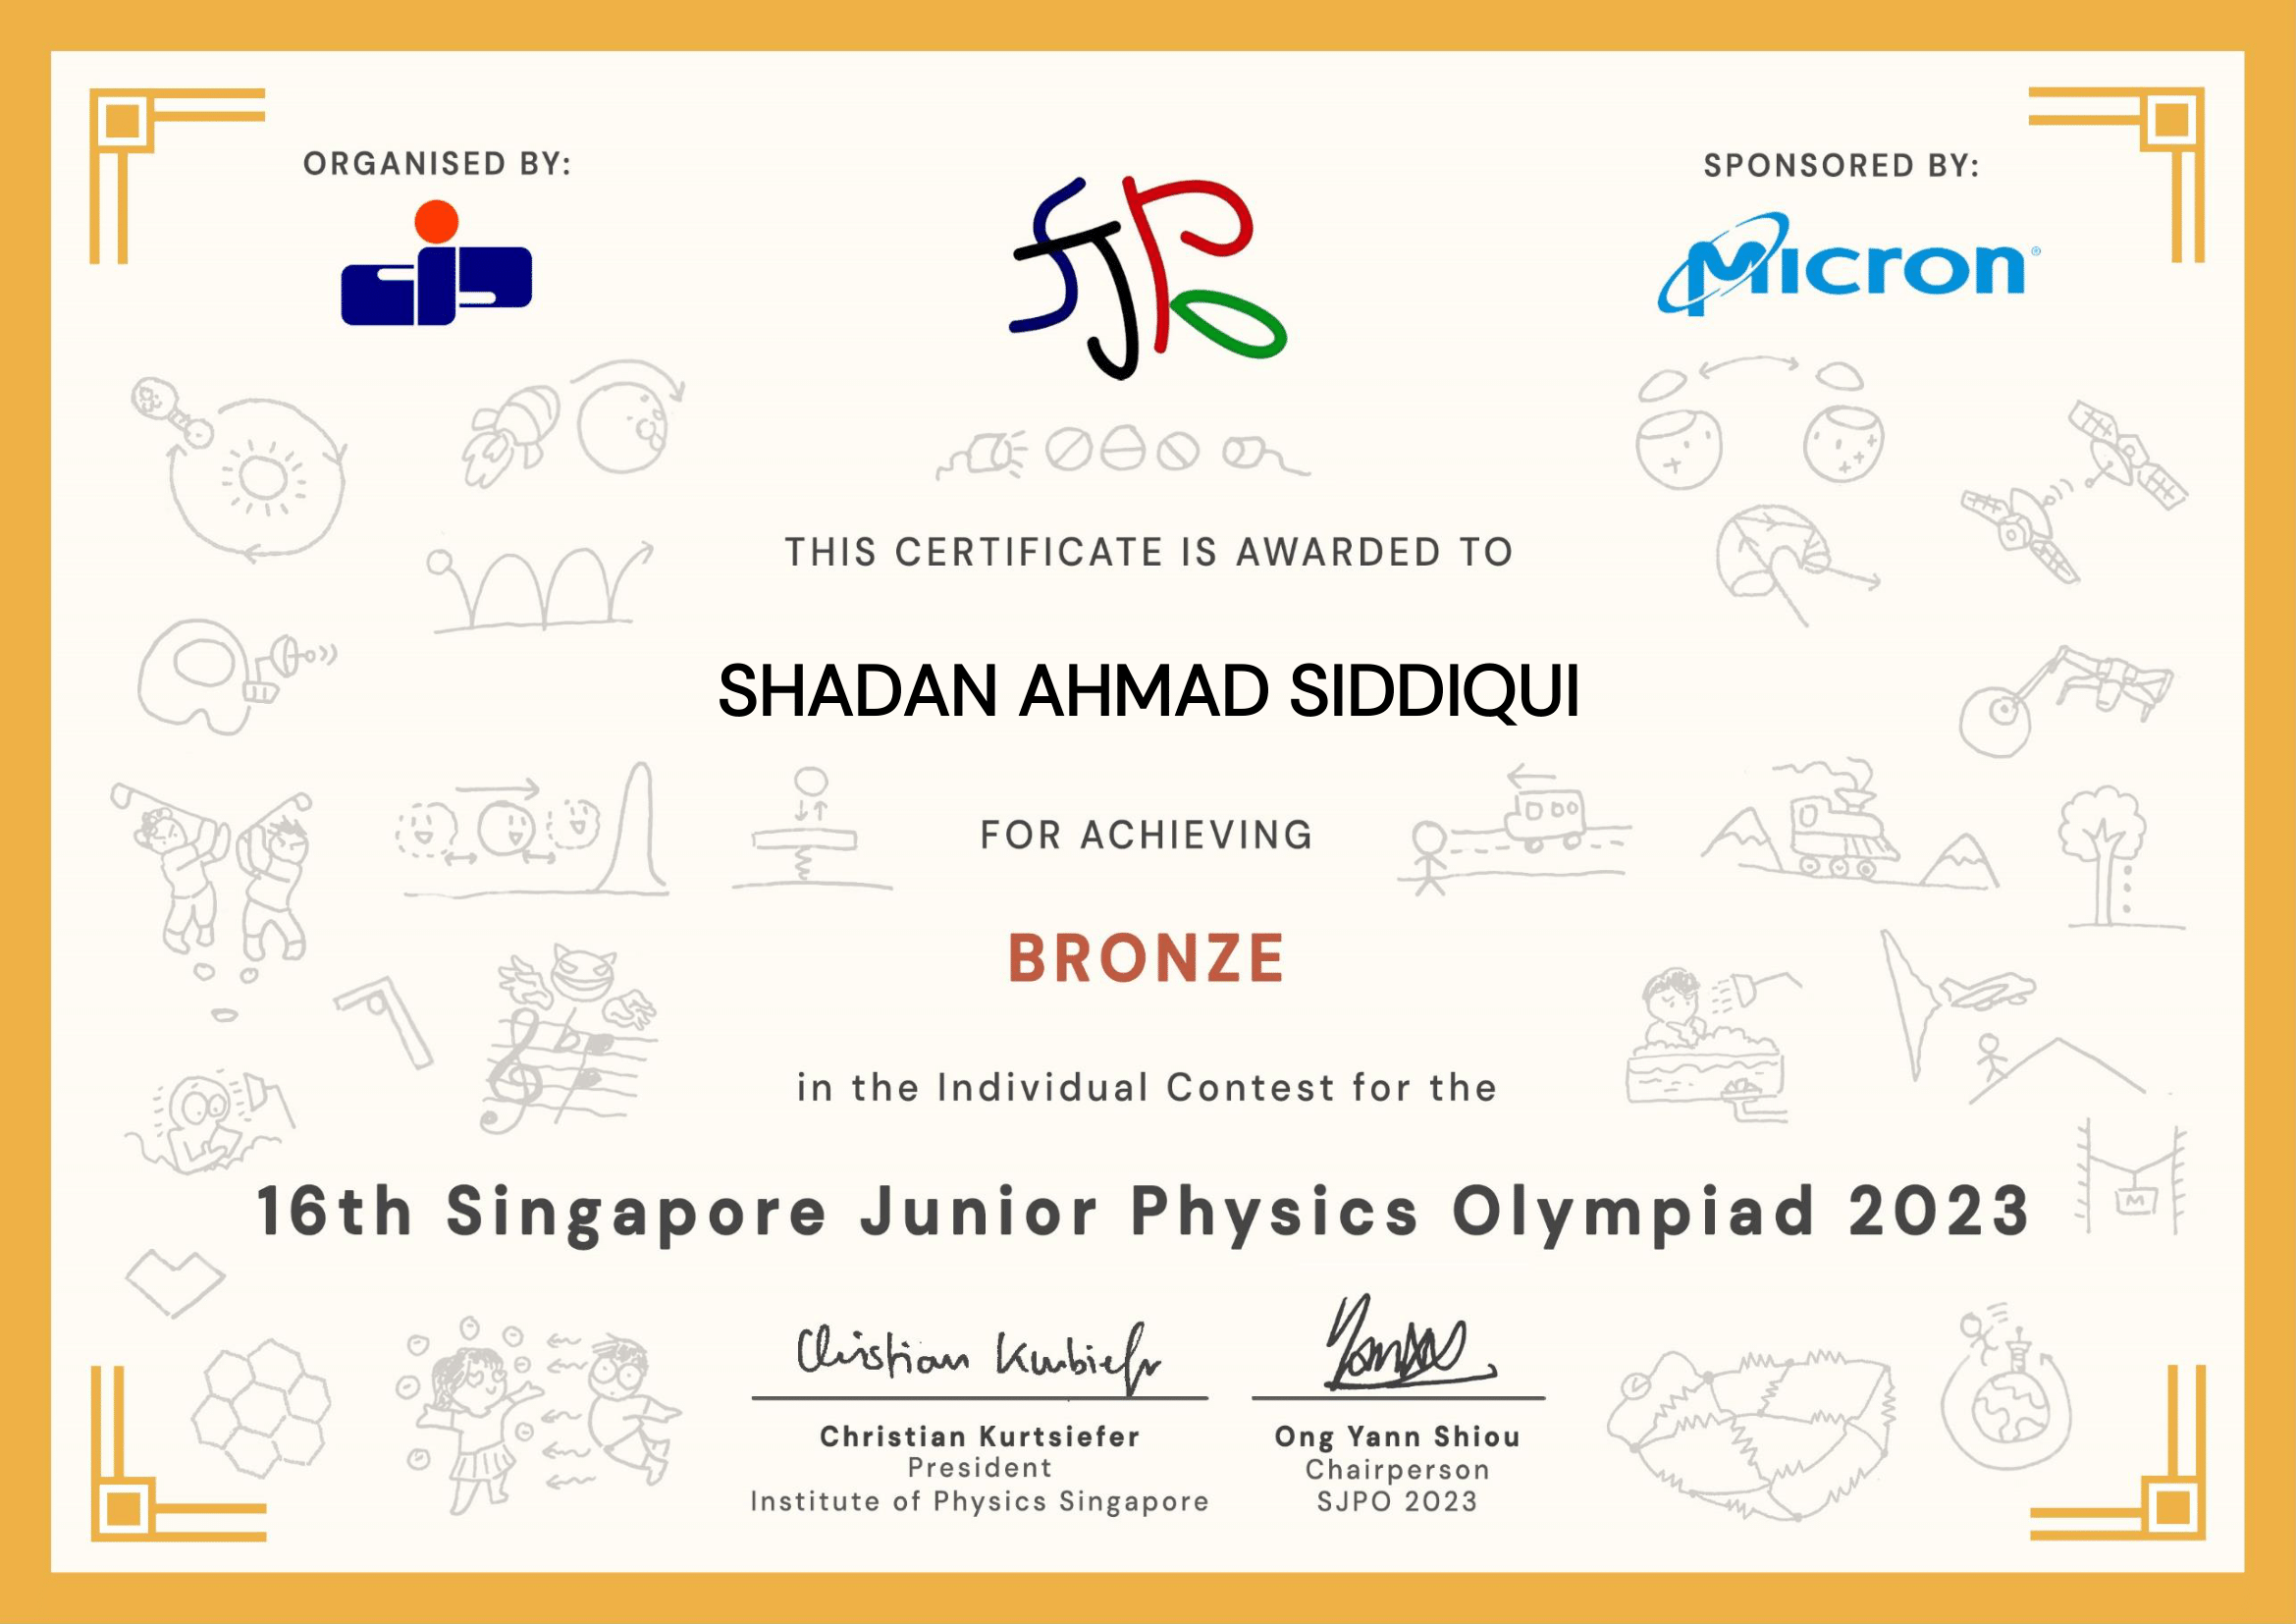 ORGANISED BY:
SJPO
SPONSORED BY:
Micron®
THIS CERTIFICATE IS AWARDED TO
SHADAN AHMAD SIDDIQUI
FOR ACHIEVING
BRONZE
in the Individual Contest for the
16th Singapore Junior Physics Olympiad 2023
M
Christian Kurtsiefer
Christian Kurtsiefer
President
Institute of Physics Singapore
Ong Yann Shiou
Chairperson
SJPO 2023